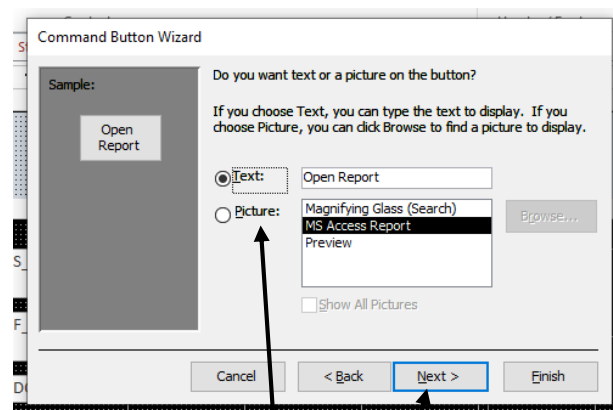 Command Button Wizard
Sample:
Open
Report
Do you want text or a picture on the button?
If you choose Text, you can type the text to display. If you
choose Picture, you can click Browse to find a picture to display.
Text:
Open Report
Picture:
Magnifying Glass (Search)
MS Access Report
Preview
Browse...
Show All Pictures
Cancel
< Back
Next >
Finish
S_
F_